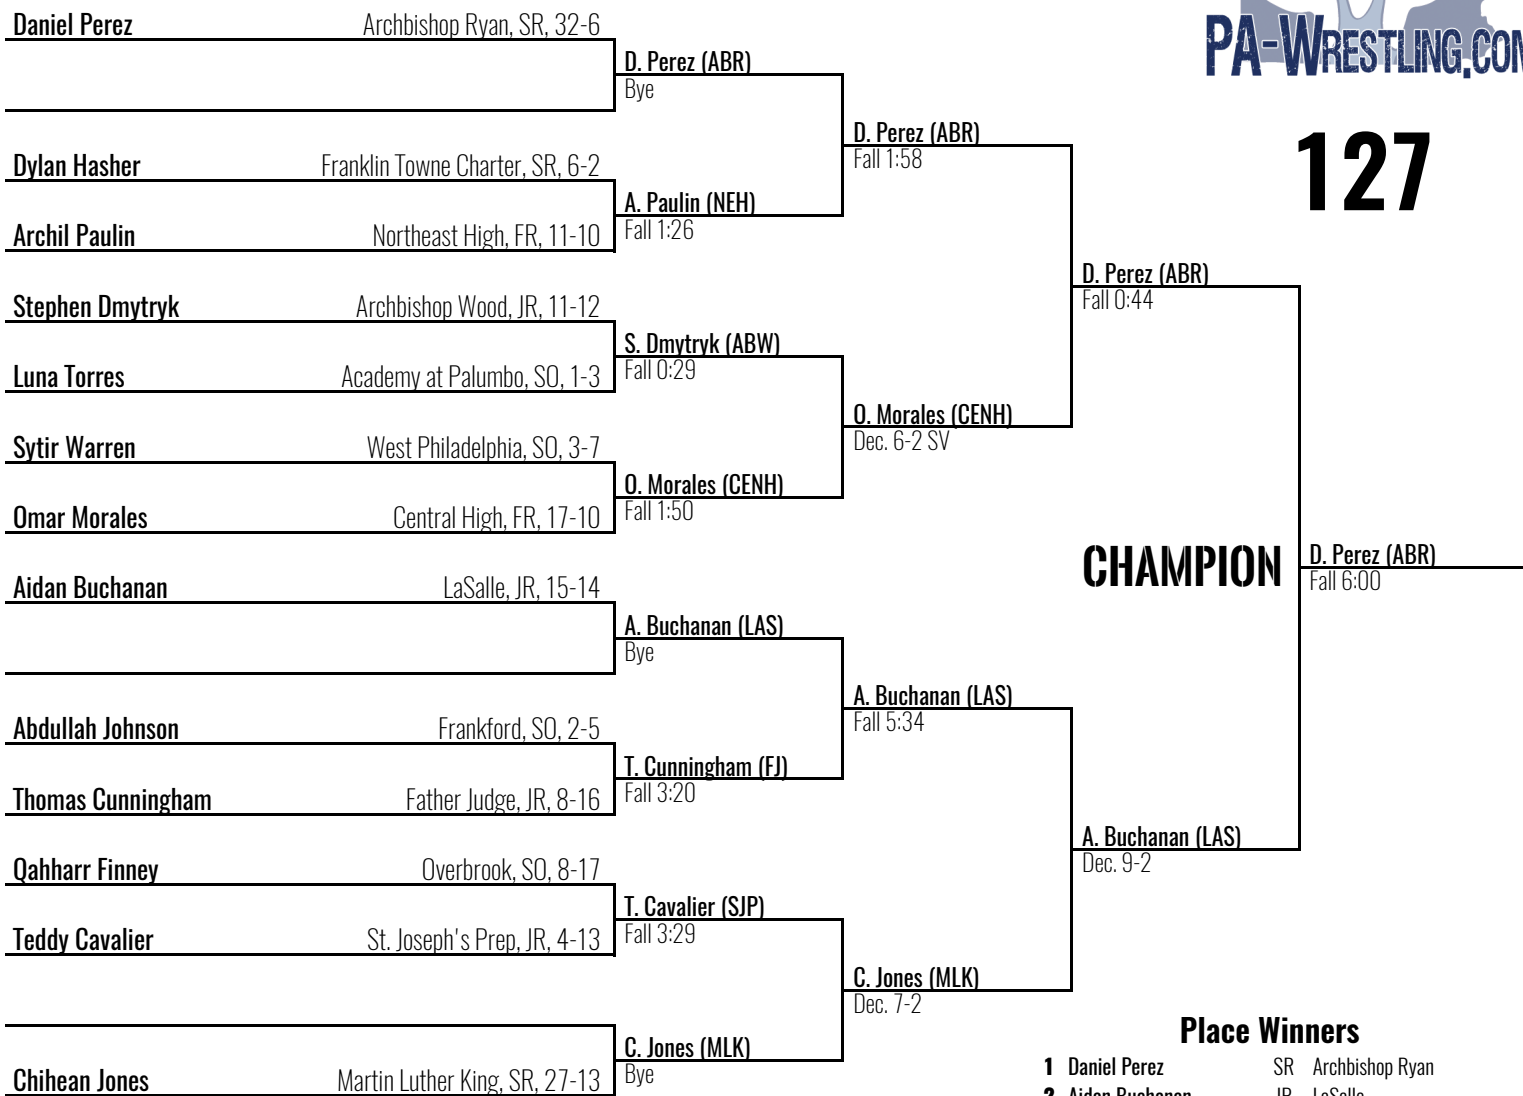 Daniel Perez Archbishop Ryan, SR, 32-6
PA-WRESTLING.COM
D. Perez (ABR)
Bye
D. Perez (ABR)
Fall 1:58
127
Dylan Hasher Franklin Towne Charter, SR, 6-2
A. Paulin (NEH)
Fall 1:26
Archil Paulin Northeast High, FR, 11-10
D. Perez (ABR)
Fall 0:44
Stephen Dmytryk Archbishop Wood, JR, 11-12
S. Dmytryk (ABW)
Fall 0:29
Luna Torres Academy at Palumbo, SO, 1-3
O. Morales (CENH)
Dec. 6-2 SV
Sytir Warren West Philadelphia, SO, 3-7
O. Morales (CENH)
Fall 1:50
Omar Morales Central High, FR, 17-10
CHAMPION
D. Perez (ABR)
Fall 6:00
Aidan Buchanan LaSalle, JR, 15-14
A. Buchanan (LAS)
Bye
A. Buchanan (LAS)
Fall 5:34
Abdullah Johnson Frankford, SO, 2-5
T. Cunningham (FJ)
Fall 3:20
Thomas Cunningham Father Judge, JR, 8-16
A. Buchanan (LAS)
Dec. 9-2
Qahharr Finney Overbrook, SO, 8-17
T. Cavalier (SJP)
Fall 3:29
Teddy Cavalier St. Joseph's Prep, JR, 4-13
C. Jones (MLK)
Dec. 7-2
C. Jones (MLK)
Bye
Chihean Jones Martin Luther King, SR, 27-13
Place Winners
1 Daniel Perez SR Archbishop Ryan
2 Aidan Buchanan JR LaSalle